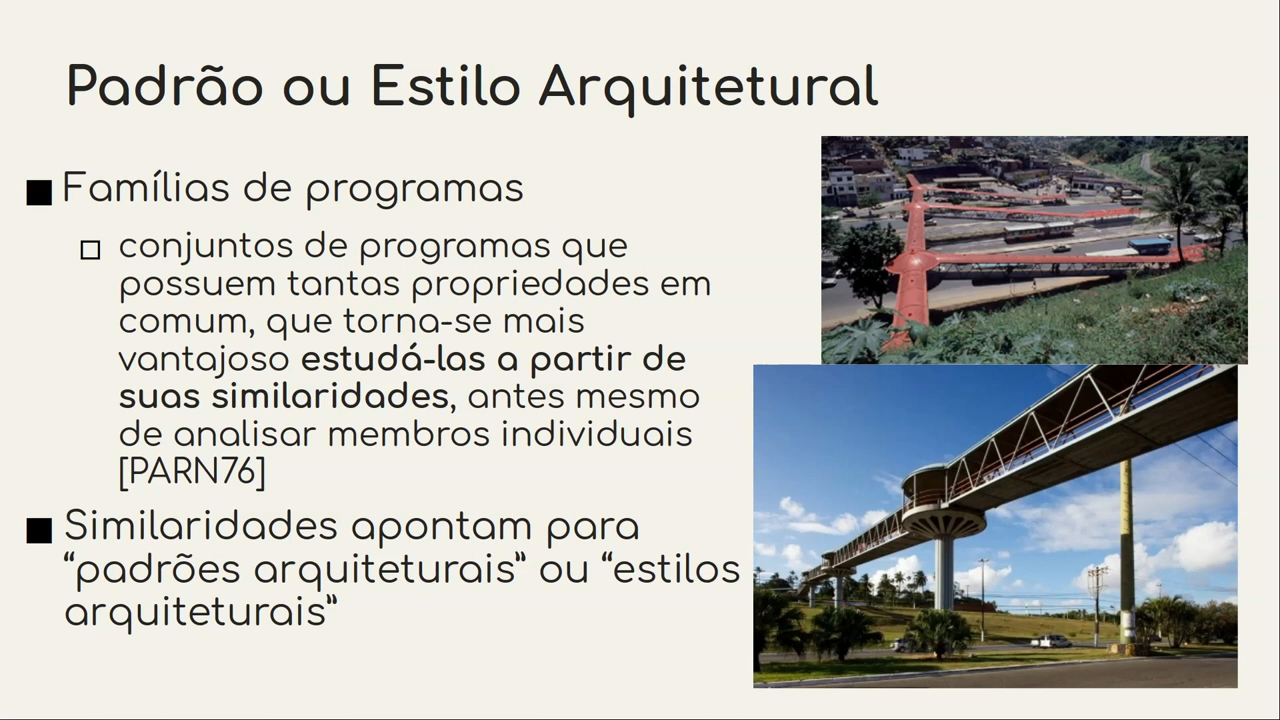 Padrão ou Estilo Arquitetural
Famílias de programas
conjuntos de programas que
possuem tantas propriedades em
comum, que torna-se mais
vantajoso estudá-las a partir de
suas similaridades, antes mesmo
de analisar membros individuais
[PARN76]
Similaridades apontam para
“padrões arquiteturais” ou “estilos
arquiteturais”